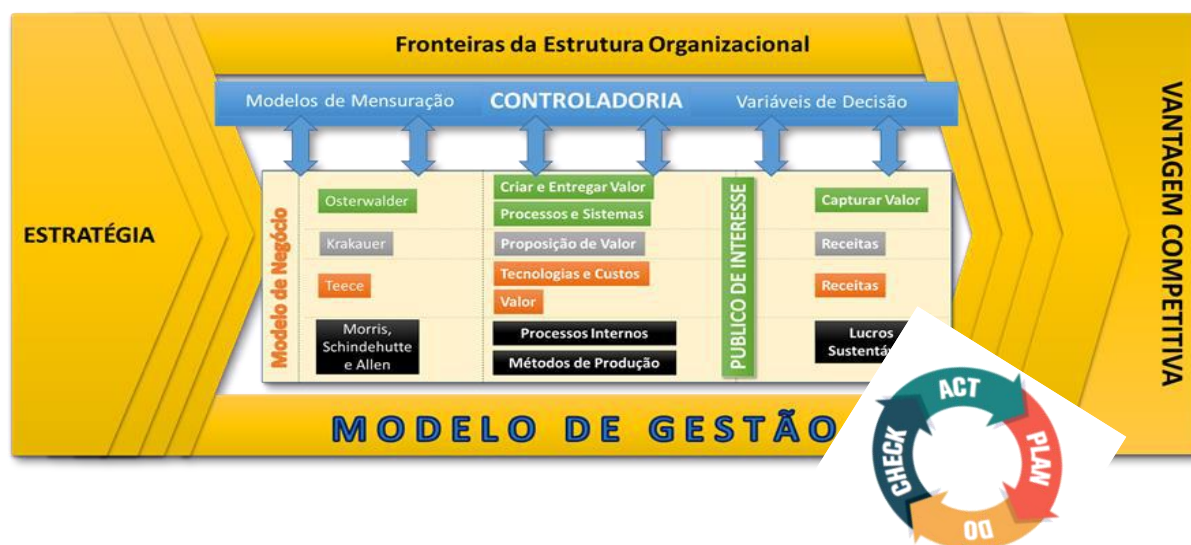 Fronteiras da Estrutura Organizacional
Modelos de Mensuração CONTROLADORIA Variáveis de Decisão
ESTRATÉGIA
Modelo de Negócio
Osterwalder
Criar e Entregar Valor
Processos e Sistemas
Capturar Valor
Krakauer
Proposição de Valor
Receitas
Teece
Tecnologias e Custos
Valor
Receitas
Morris,
Schindehutte
e Allen
Processos Internos
Métodos de Produção
Lucros
PUBLICO DE INTERESSE
VANTAGEM COMPETITIVA
MODELO DE GESTÃO
ACT
PLAN
DO
CHECK